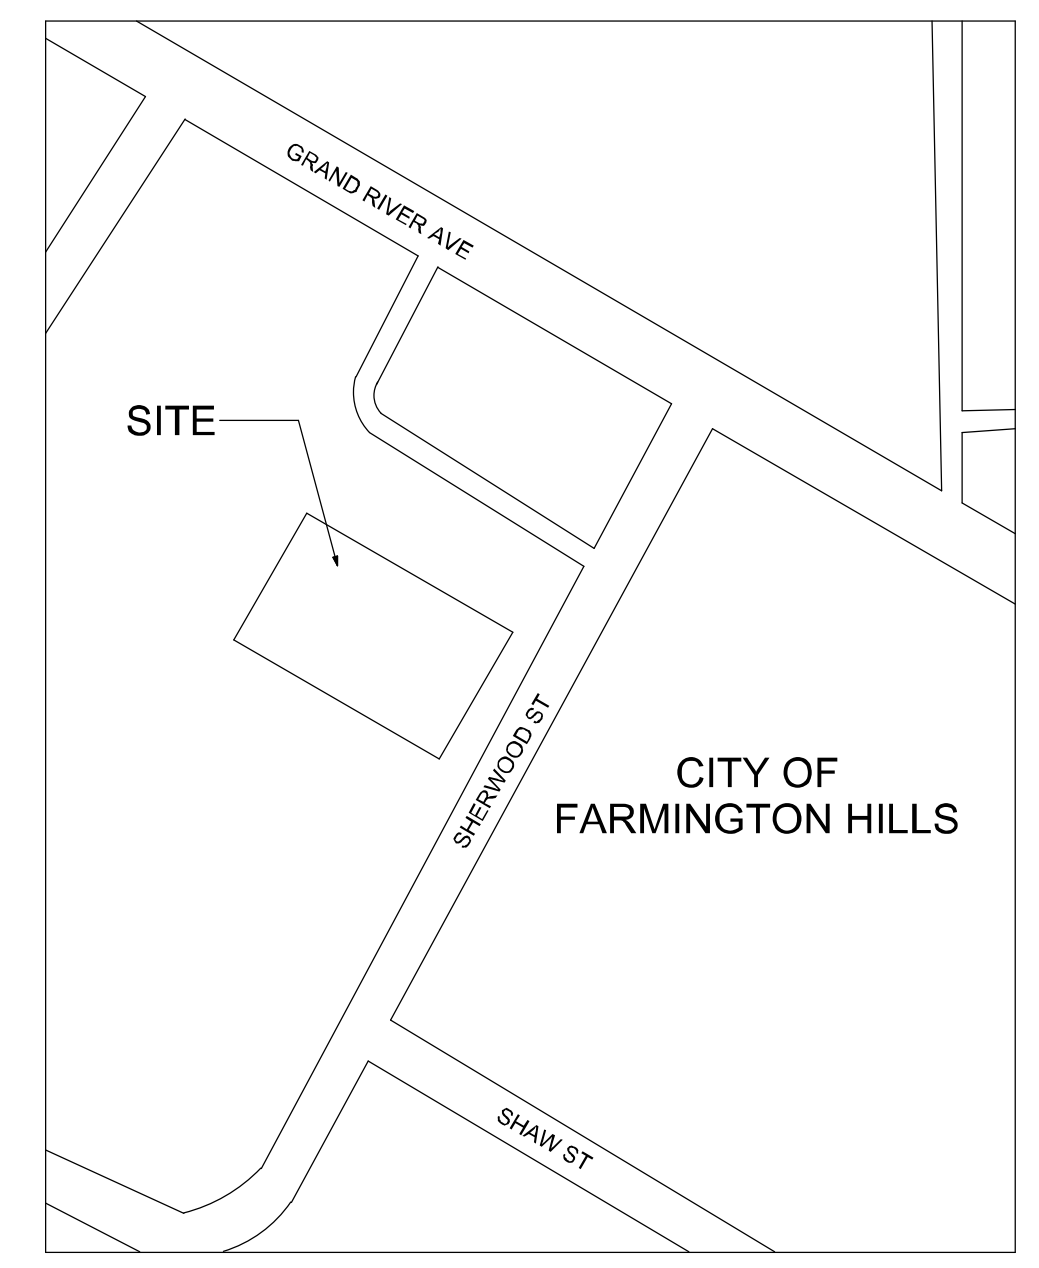 GRAND RIVER AVE
SITE
SHERWOOD ST
CITY OF
FARMINGTON HILLS
SHAW ST